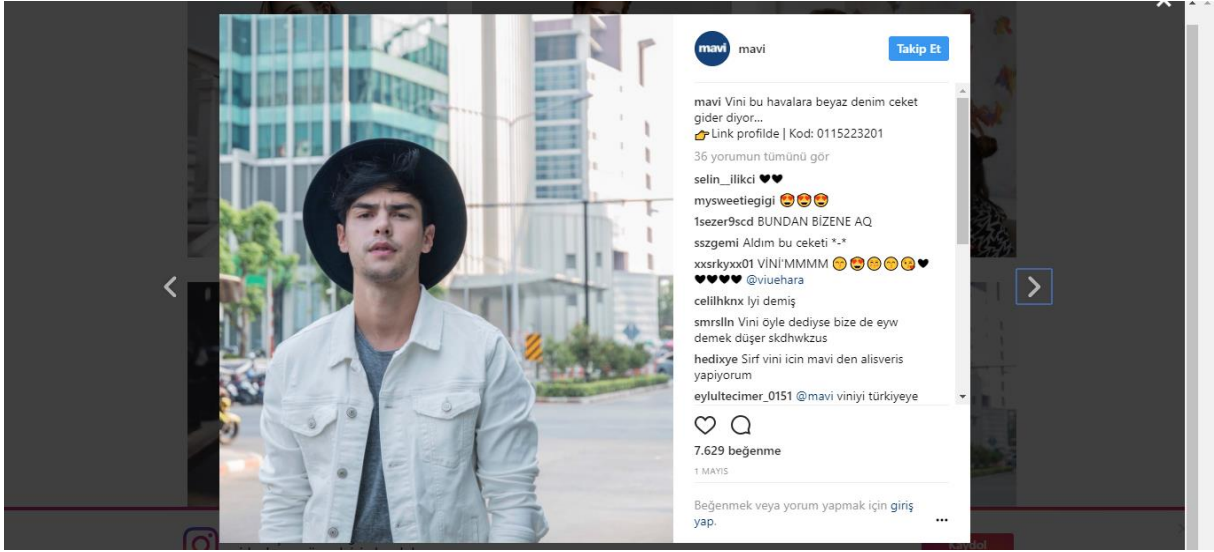 mavi mavi Takip Et
mavi Vini bu havalara beyaz denim ceket
gider diyor...
👉Link profilde | Kod: 0115223201
36 yorumun tümünü gör
selin__ilikci ♥♥
mysweetiegigi 😍😍😍
1sezer9scd BUNDAN BİZENE AQ
sszgemi Aldım bu ceketi *-*
xxsrkyxx01 VİNİ'MMMM 😙😍😙😙😘♥
♥♥♥♥ @viuehara
celilhknx Iyi demiş
smrslln Vini öyle dediyse bize de eyw
demek düşer skdhwkzus
hedixye Sirf vini icin mavi den alisveris
yapiyorum
eylultecimer_0151 @mavi viniyi türkiyeye
7.629 beğenme
1 MAYIS
Beğenmek veya yorum yapmak için giriş
yap.
Kaydol